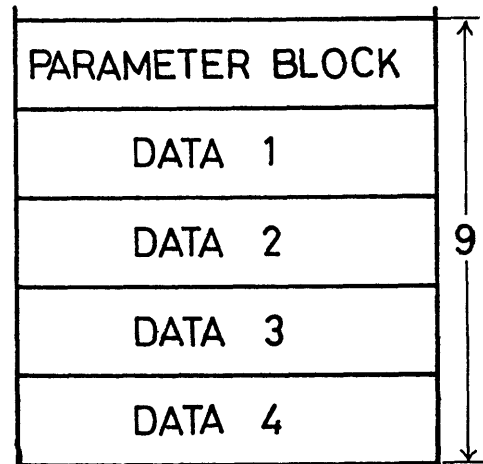 PARAMETER BLOCK
DATA 1
DATA 2
9
DATA 3
DATA 4